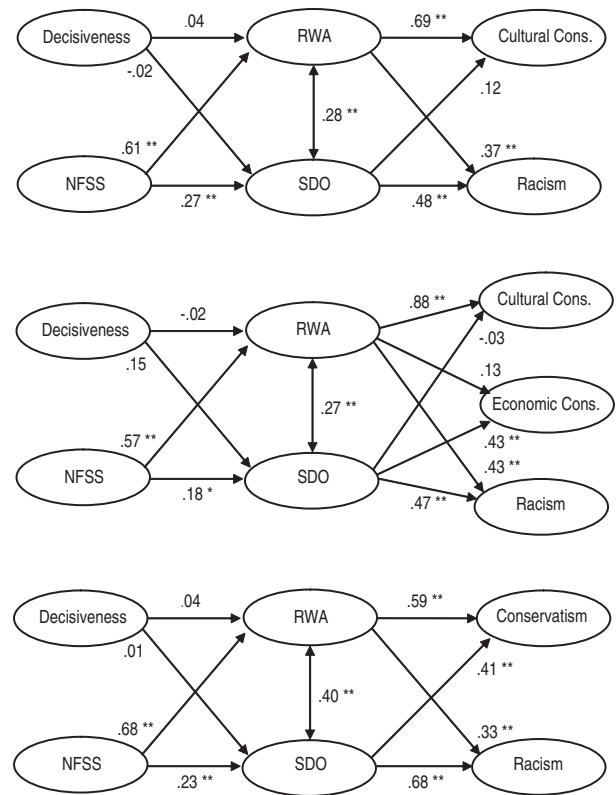 Decisiveness .04 RWA .69 ** Cultural Cons.
-.02 .12
.28 **
.61 ** .37 **
NFSS .27 ** SDO .48 ** Racism
.88 ** Cultural Cons.
Decisiveness -.02 RWA -.03
.15 .13
.27 ** Economic Cons.
.57 ** .43 **
.43 **
NFSS .18 * SDO .47 **
Racism
Decisiveness .04 RWA .59 ** Conservatism
.01 .41 **
.40 **
.68 ** .33 **
NFSS .23 ** SDO .68 ** Racism